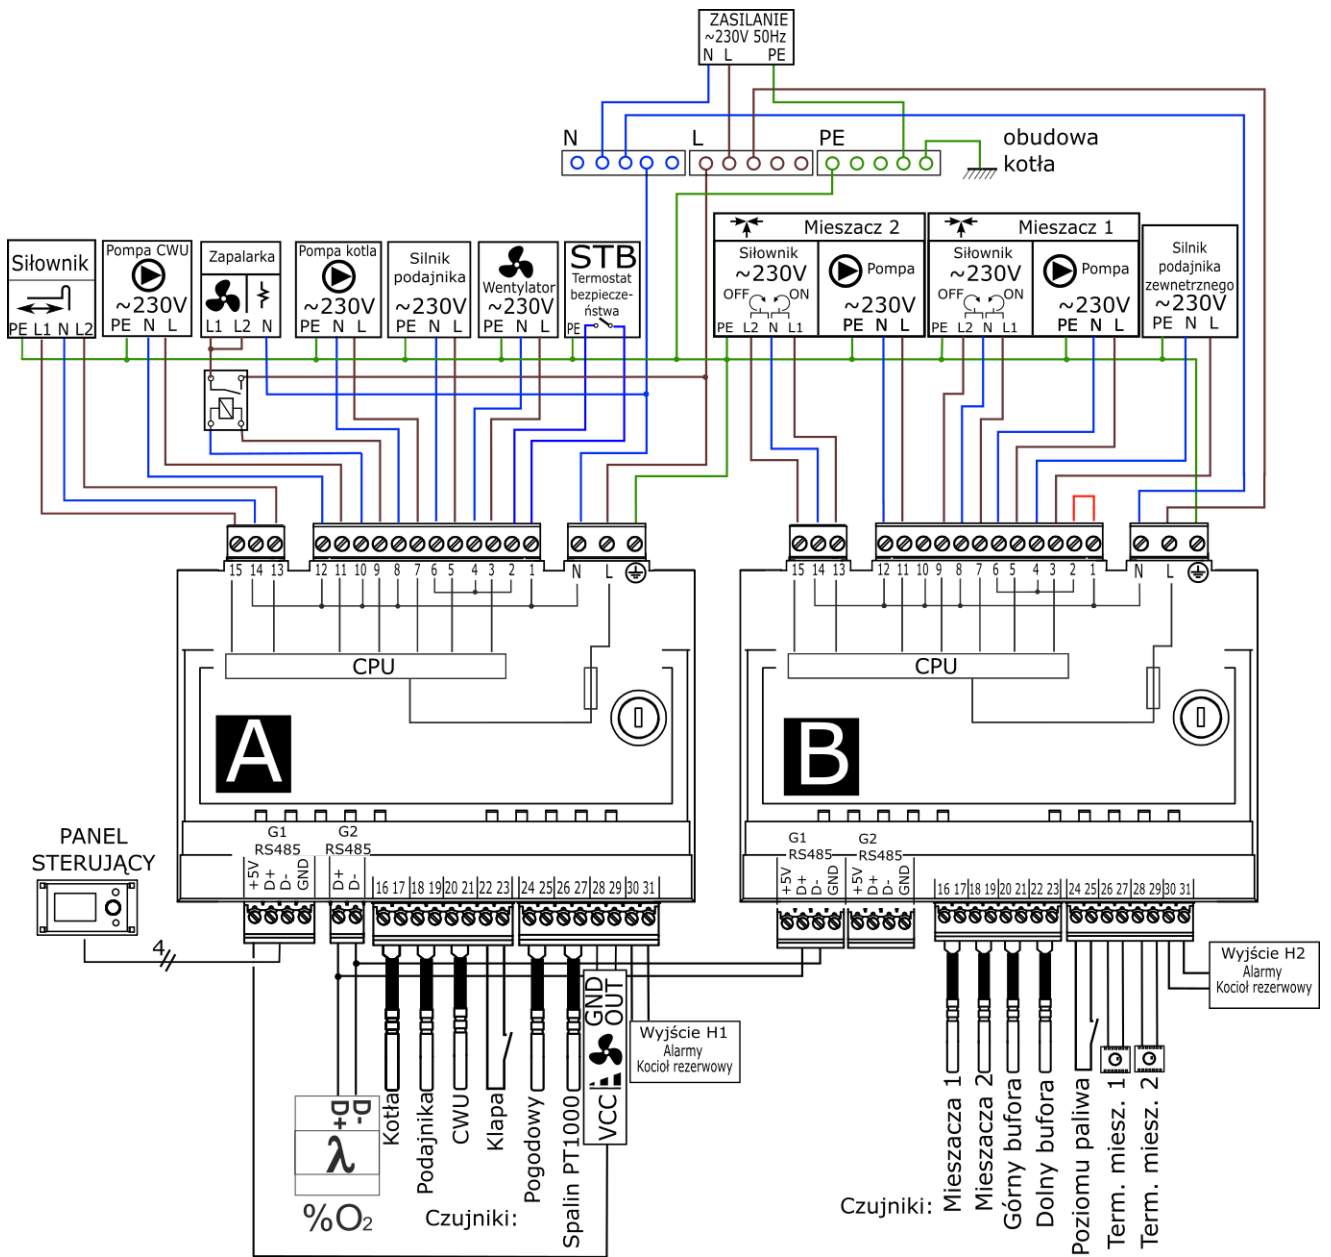 ZASILANIE
~230V 50Hz
N L PE
N L PE
obudowa
kotła
Siłownik
PE L1 N L2
Pompa CWU
~230V
PE N L
Zapalarka
L1 L2 N
Pompa kotla
~230V
PE N L
Silnik
podajnika
~230V
PE N L
Wentylator
~230V
PE N L
STB
Termostat
bezpiecze-
ństwa
PE
Mieszacz 2
Siłownik
~230V
OFF ON
PE L2 N L1
Pompa
~230V
PE N L
Mieszacz 1
Siłownik
~230V
OFF ON
PE L2 N L1
Pompa
~230V
PE N L
Silnik
podajnika
zewnetrznego
~230V
PE N L
15 14 13 12 11 10 9 8 7 6 5 4 3 2 1 N L
CPU
A
15 14 13 12 11 10 9 8 7 6 5 4 3 2 1 N L
CPU
B
PANEL
STERUJĄCY
4
G1
RS485
+5V D+ D- GND
G2
RS485
D+ D-
16 17 18 19 20 21 22 23 24 25 26 27 28 29 30 31
G1
RS485
+5V D+ D- GND
G2
RS485
+5V D+ D- GND
16 17 18 19 20 21 22 23 24 25 26 27 28 29 30 31
D+ D-
λ
%O2
Czujniki:
Kotła
Podajnika
CWU
Klapa
Pogodowy
Spalin PT1000
GND
OUT
VCC
Wyjście H1
Alarmy
Kocioł rezerwowy
Wyjście H2
Alarmy
Kocioł rezerwowy
Czujniki:
Mieszacza 1
Mieszacza 2
Górny bufora
Dolny bufora
Poziomu paliwa
Term. miesz. 1
Term. miesz. 2